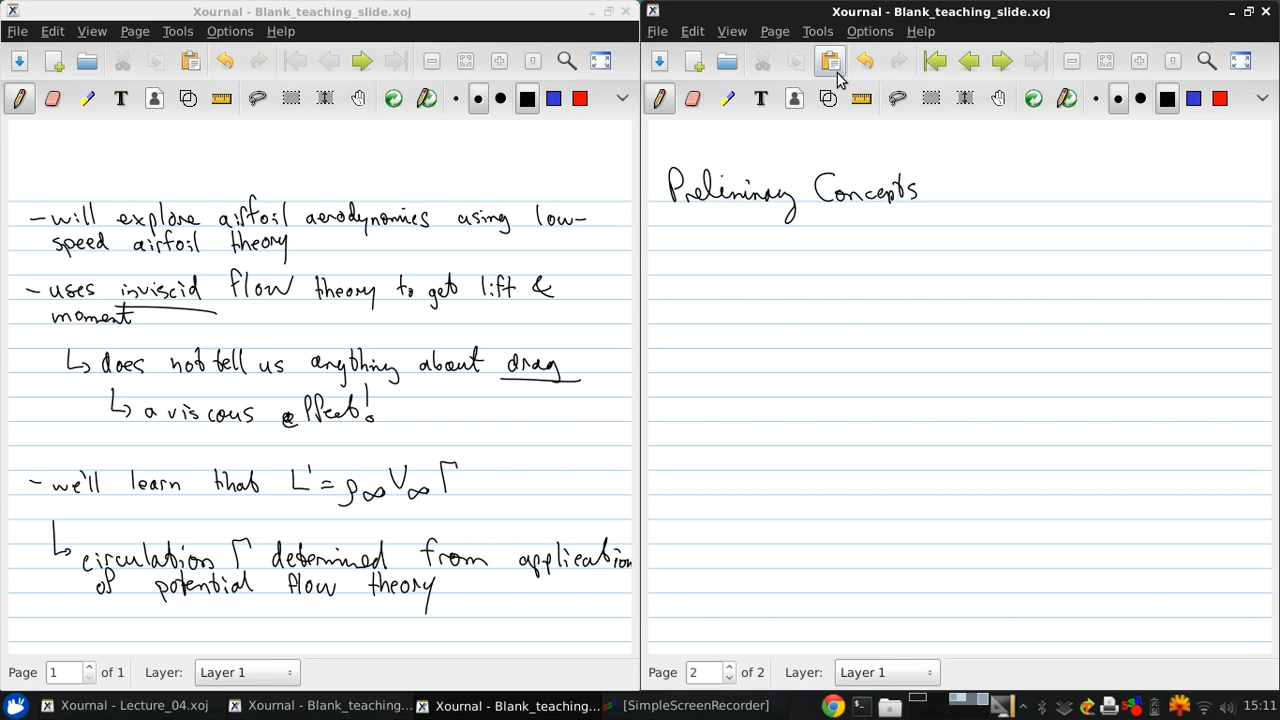 Xournal - Blank_teaching_slide.xoj
File Edit View Page Tools Options Help
- will explore airfoil aerodynamics using low-
speed airfoil theory
- uses inviscid flow theory to get lift &
moment
↳ does not tell us anything about drag
↳ a viscous effect!
- we'll learn that L' = ρ∞ V∞ Γ
↳ circulation Γ determined from application
of potential flow theory
Page 1 of 1 Layer: Layer 1
Xournal - Blank_teaching_slide.xoj
File Edit View Page Tools Options Help
Prelininary Concepts
Page 2 of 2 Layer: Layer 1
Xournal - Lecture_04.xoj Xournal - Blank_teaching... Xournal - Blank_teaching... [SimpleScreenRecorder] 15:11